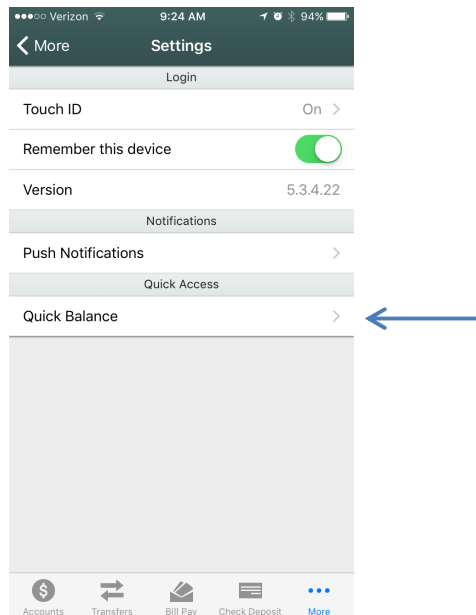 Verizon 9:24 AM 94%
More Settings
Login
Touch ID On
Remember this device
Version 5.3.4.22
Notifications
Push Notifications
Quick Access
Quick Balance
$
Accounts Transfers Bill Pay Check Deposit More